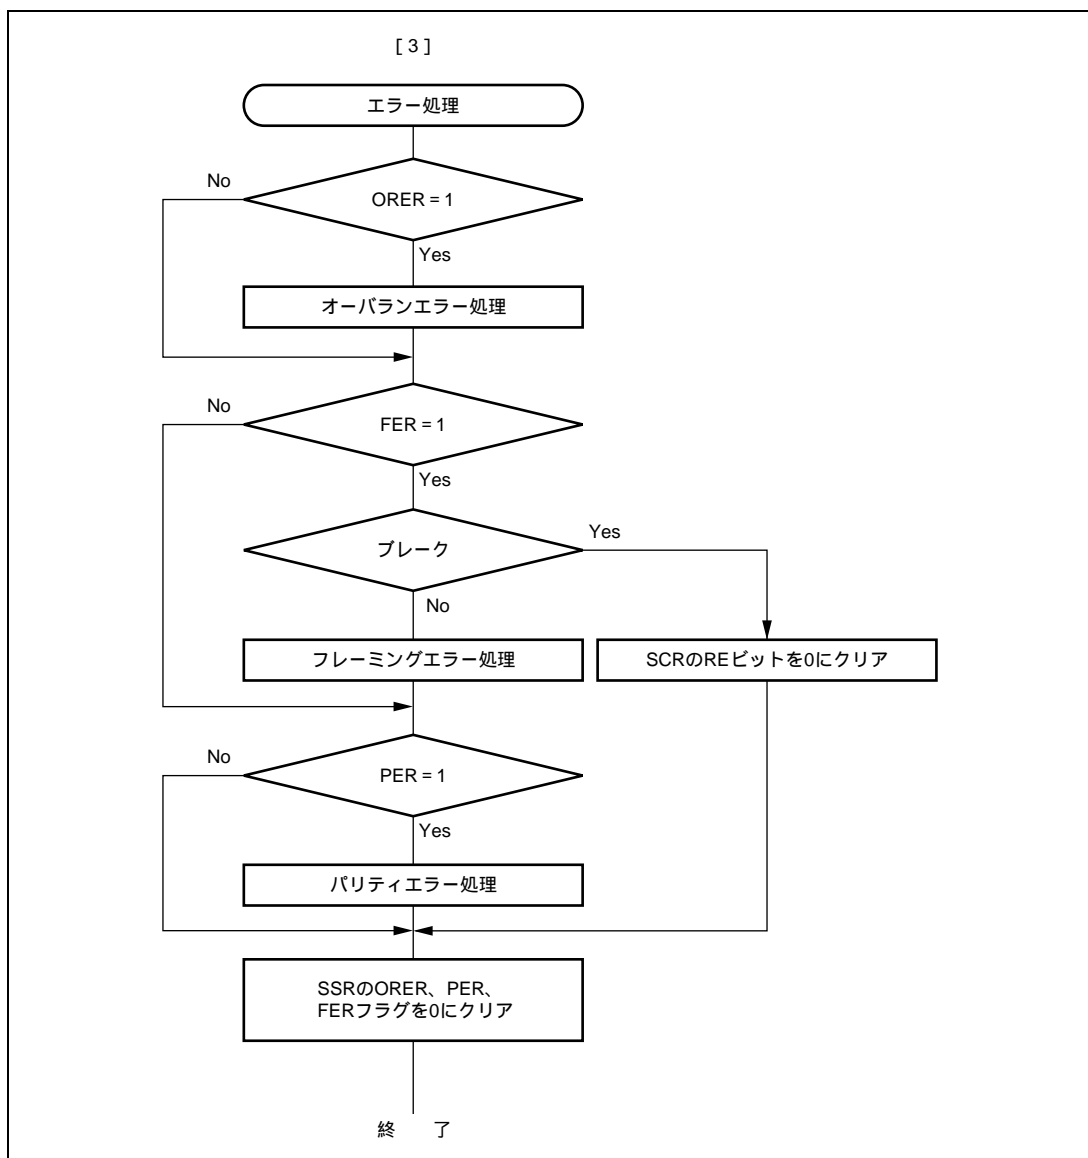 [ 3 ]
エラー処理
No
ORER = 1
Yes
オーバランエラー処理
No
FER = 1
Yes
ブレーク
Yes
No
フレーミングエラー処理
SCRのREビットを0にクリア
No
PER = 1
Yes
パリティエラー処理
SSRのORER、PER、
FERフラグを0にクリア
終 了